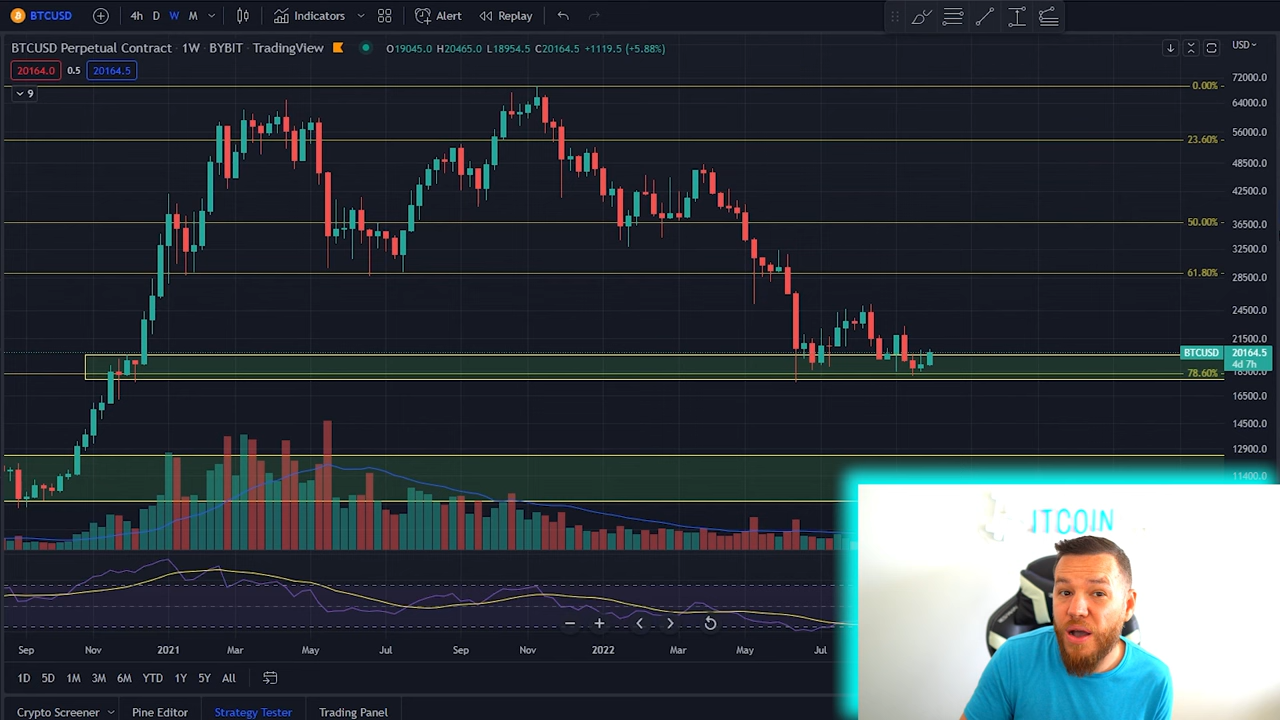 BTCUSD 4h D W M Indicators Alert Replay
BTCUSD Perpetual Contract · 1W · BYBIT · TradingView O19045.0 H20465.0 L18954.5 C20164.5 +1119.5 (+5.88%) USD
20164.0 0.5 20164.5
9
0.00%
72000.0
64000.0
56000.0
23.60%
48500.0
42500.0
50.00%
36500.0
32500.0
61.80%
28500.0
24500.0
21500.0
BTCUSD 20164.5
4d 7h
78.60% 18500.0
16500.0
14500.0
12900.0
11400.0
ITCOIN
Sep Nov 2021 Mar May Jul Sep Nov 2022 Mar May Jul
1D 5D 1M 3M 6M YTD 1Y 5Y All
Crypto Screener Pine Editor Strategy Tester Trading Panel